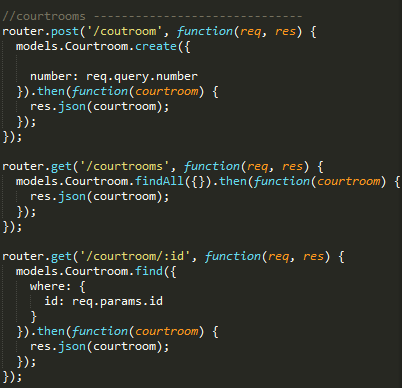 //courtrooms ------------------------------
router.post('/coutroom', function(req, res) {
  models.Courtroom.create({

    number: req.query.number
  }).then(function(courtroom) {
    res.json(courtroom);
  });
});

router.get('/courtrooms', function(req, res) {
  models.Courtroom.findAll({}).then(function(courtroom) {
    res.json(courtroom);
  });
});

router.get('/courtroom/:id', function(req, res) {
  models.Courtroom.find({
    where: {
      id: req.params.id
    }
  }).then(function(courtroom) {
    res.json(courtroom);
  });
});